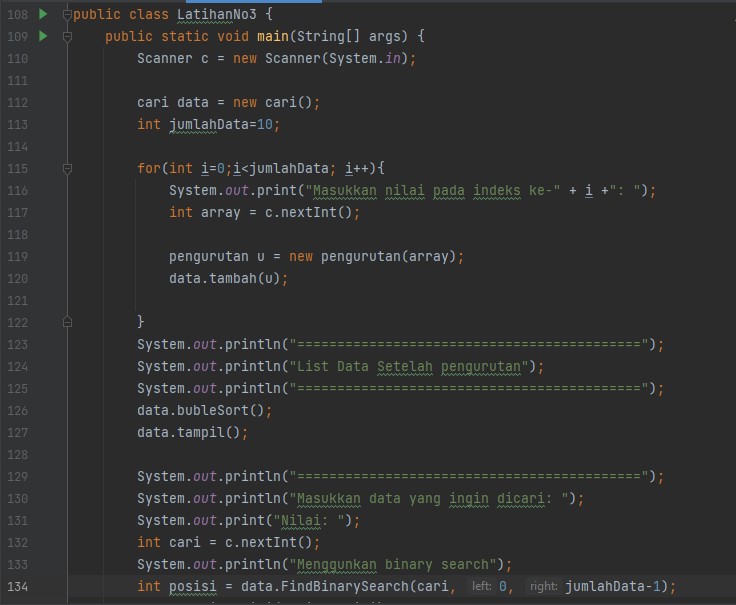 108 public class LatihanNo3 {
109 public static void main(String[] args) {
110 Scanner c = new Scanner(System.in);
111
112 cari data = new cari();
113 int jumlahData=10;
114
115 for(int i=0;i<jumlahData; i++){
116 System.out.print("Masukkan nilai pada indeks ke-" + i +": ");
117 int array = c.nextInt();
118
119 pengurutan u = new pengurutan(array);
120 data.tambah(u);
121
122 }
123 System.out.println("===========================================");
124 System.out.println("List Data Setelah pengurutan");
125 System.out.println("===========================================");
126 data.bubleSort();
127 data.tampil();
128
129 System.out.println("===========================================");
130 System.out.println("Masukkan data yang ingin dicari: ");
131 System.out.print("Nilai: ");
132 int cari = c.nextInt();
133 System.out.println("Menggunkan binary search");
134 int posisi = data.FindBinarySearch(cari, left: 0, right: jumlahData-1);